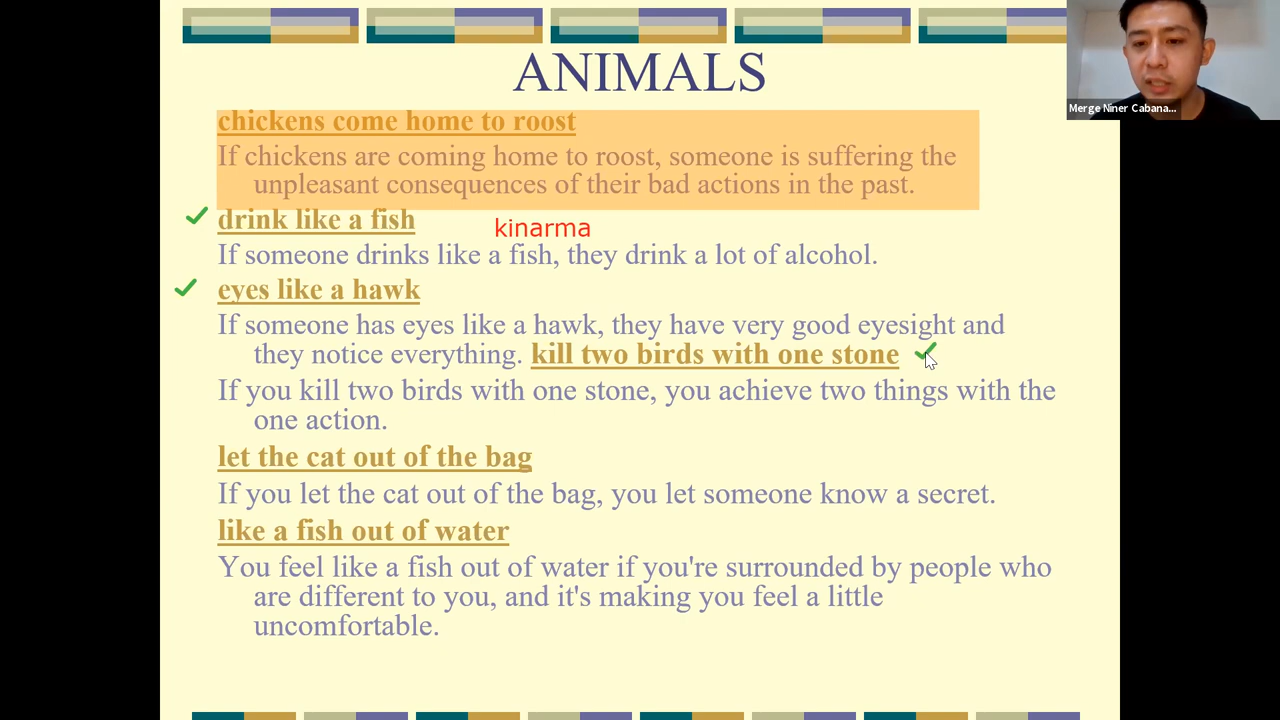 ANIMALS
Merge Niner Cabana...
chickens come home to roost
If chickens are coming home to roost, someone is suffering the
unpleasant consequences of their bad actions in the past.
drink like a fish
kinarma
If someone drinks like a fish, they drink a lot of alcohol.
eyes like a hawk
If someone has eyes like a hawk, they have very good eyesight and
they notice everything. kill two birds with one stone
If you kill two birds with one stone, you achieve two things with the
one action.
let the cat out of the bag
If you let the cat out of the bag, you let someone know a secret.
like a fish out of water
You feel like a fish out of water if you're surrounded by people who
are different to you, and it's making you feel a little
uncomfortable.